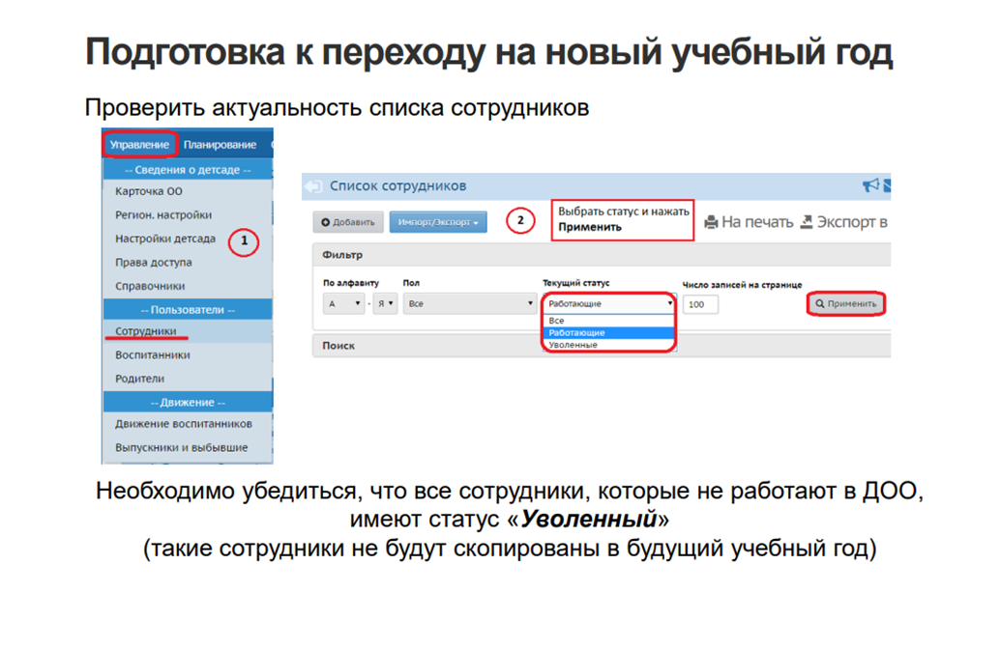 Подготовка к переходу на новый учебный год
Проверить актуальность списка сотрудников
Управление Планирование
-- Сведения о детсаде --
Карточка ОО
Регион. настройки
Настройки детсада
1
Права доступа
Справочники
-- Пользователи --
Сотрудники
Воспитанники
Родители
-- Движение --
Движение воспитанников
Выпускники и выбывшие
Список сотрудников
Добавить Импорт/Экспорт
2
Выбрать статус и нажать
Применить
На печать Экспорт в
Фильтр
По алфавиту Пол Текущий статус Число записей на странице
А - Я Все Работающие 100 Применить
Все
Работающие
Уволенные
Поиск
Необходимо убедиться, что все сотрудники, которые не работают в ДОО,
имеют статус «Уволенный»
(такие сотрудники не будут скопированы в будущий учебный год)